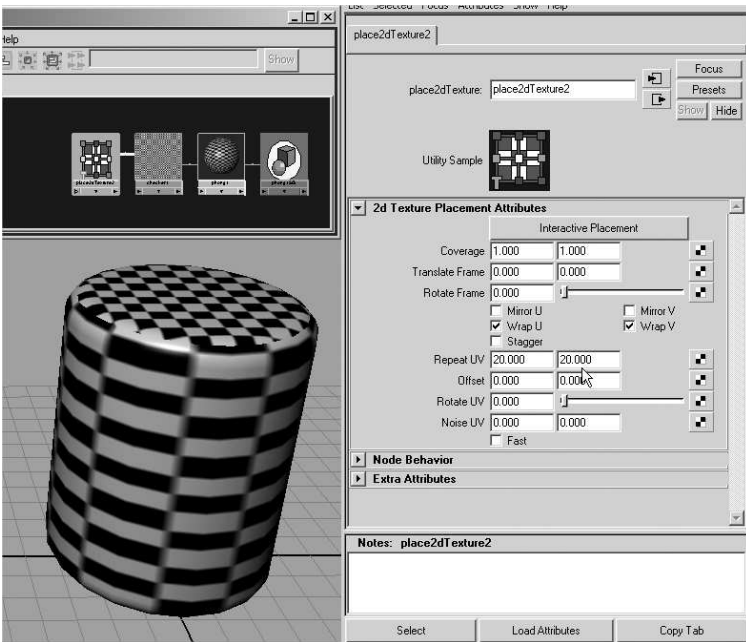 List Selected Focus Attributes Show Help
Help
Show
place2dTexture2
place2dTexture: place2dTexture2
Focus
Presets
Show Hide
Utility Sample
T
2d Texture Placement Attributes
Interactive Placement
Coverage 1.000 1.000
Translate Frame 0.000 0.000
Rotate Frame 0.000
Mirror U Mirror V
Wrap U Wrap V
Stagger
Repeat UV 20.000 20.000
Offset 0.000 0.000
Rotate UV 0.000
Noise UV 0.000 0.000
Fast
Node Behavior
Extra Attributes
Notes: place2dTexture2
Select Load Attributes Copy Tab